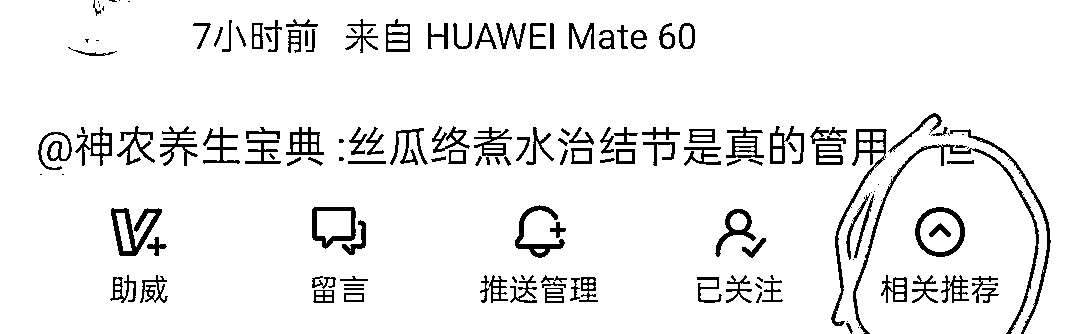 7小时前 来自 HUAWEI Mate 60
@神农养生宝典 :丝瓜络煮水治结节是真的管用，但
助威 留言 推送管理 已关注 相关推荐